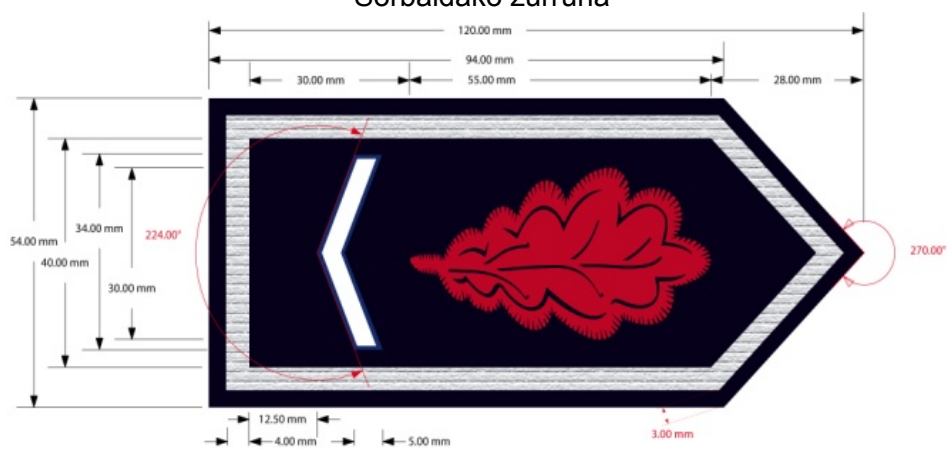 Sorbaldako zurruna
120.00 mm
94.00 mm
30.00 mm
55.00 mm
28.00 mm
54.00 mm
40.00 mm
34.00 mm
224.00°
30.00 mm
270.00°
12.50 mm
4.00 mm
5.00 mm
3.00 mm